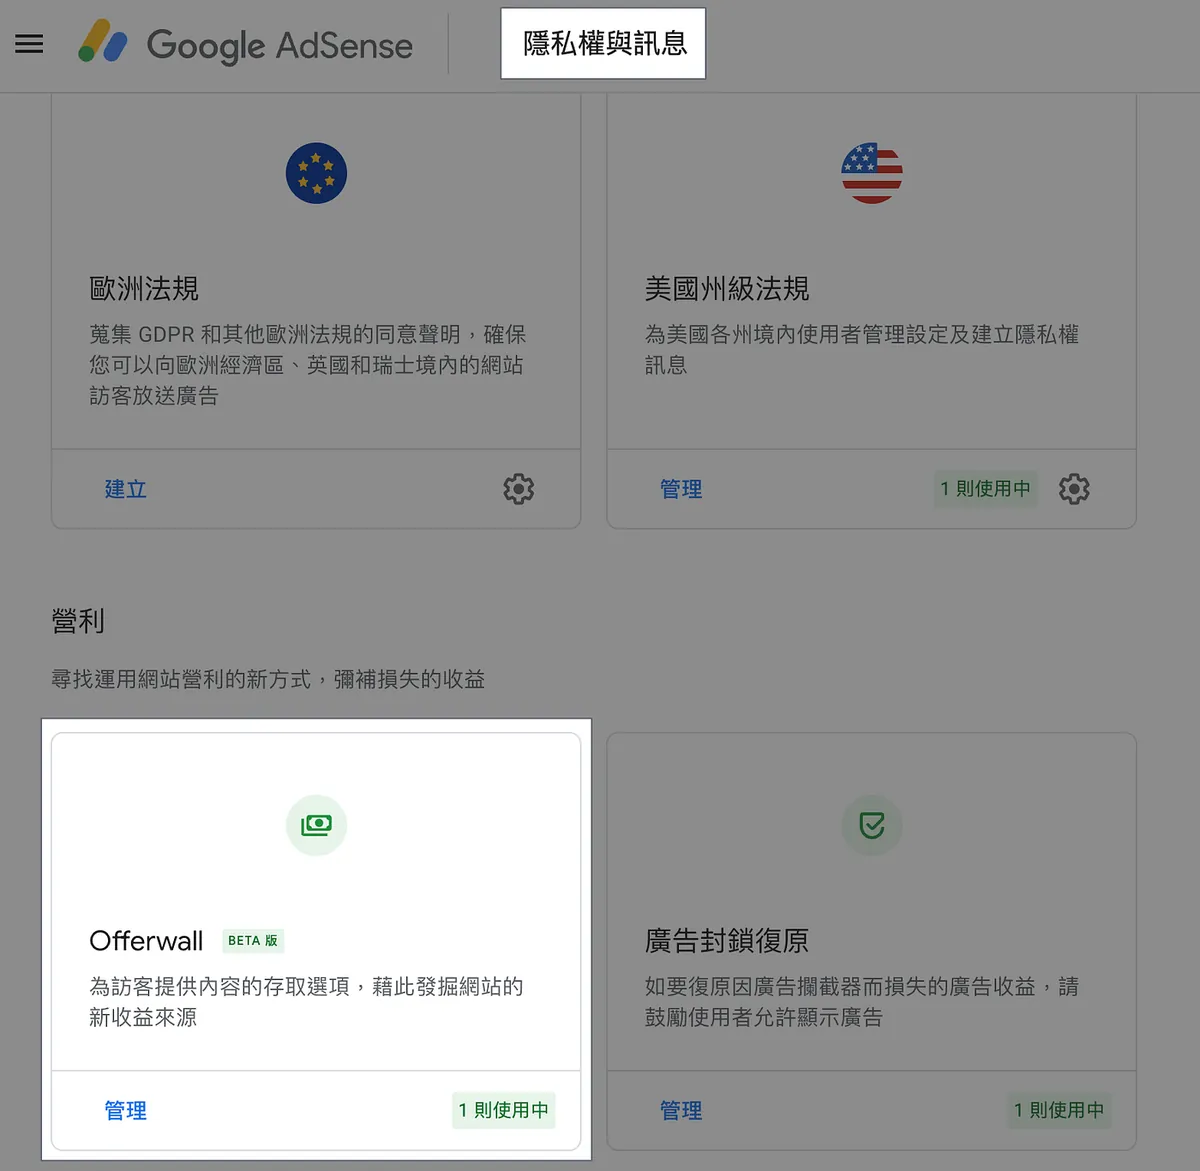 Google AdSense
隱私權與訊息
歐洲法規
蒐集 GDPR 和其他歐洲法規的同意聲明，確保
您可以向歐洲經濟區、英國和瑞士境內的網站
訪客放送廣告
建立
美國州級法規
為美國各州境內使用者管理設定及建立隱私權
訊息
管理
1 則使用中
營利
尋找運用網站營利的新方式，彌補損失的收益
Offerwall BETA 版
為訪客提供內容的存取選項，藉此發掘網站的
新收益來源
管理
1 則使用中
廣告封鎖復原
如要復原因廣告攔截器而損失的廣告收益，請
鼓勵使用者允許顯示廣告
管理
1 則使用中